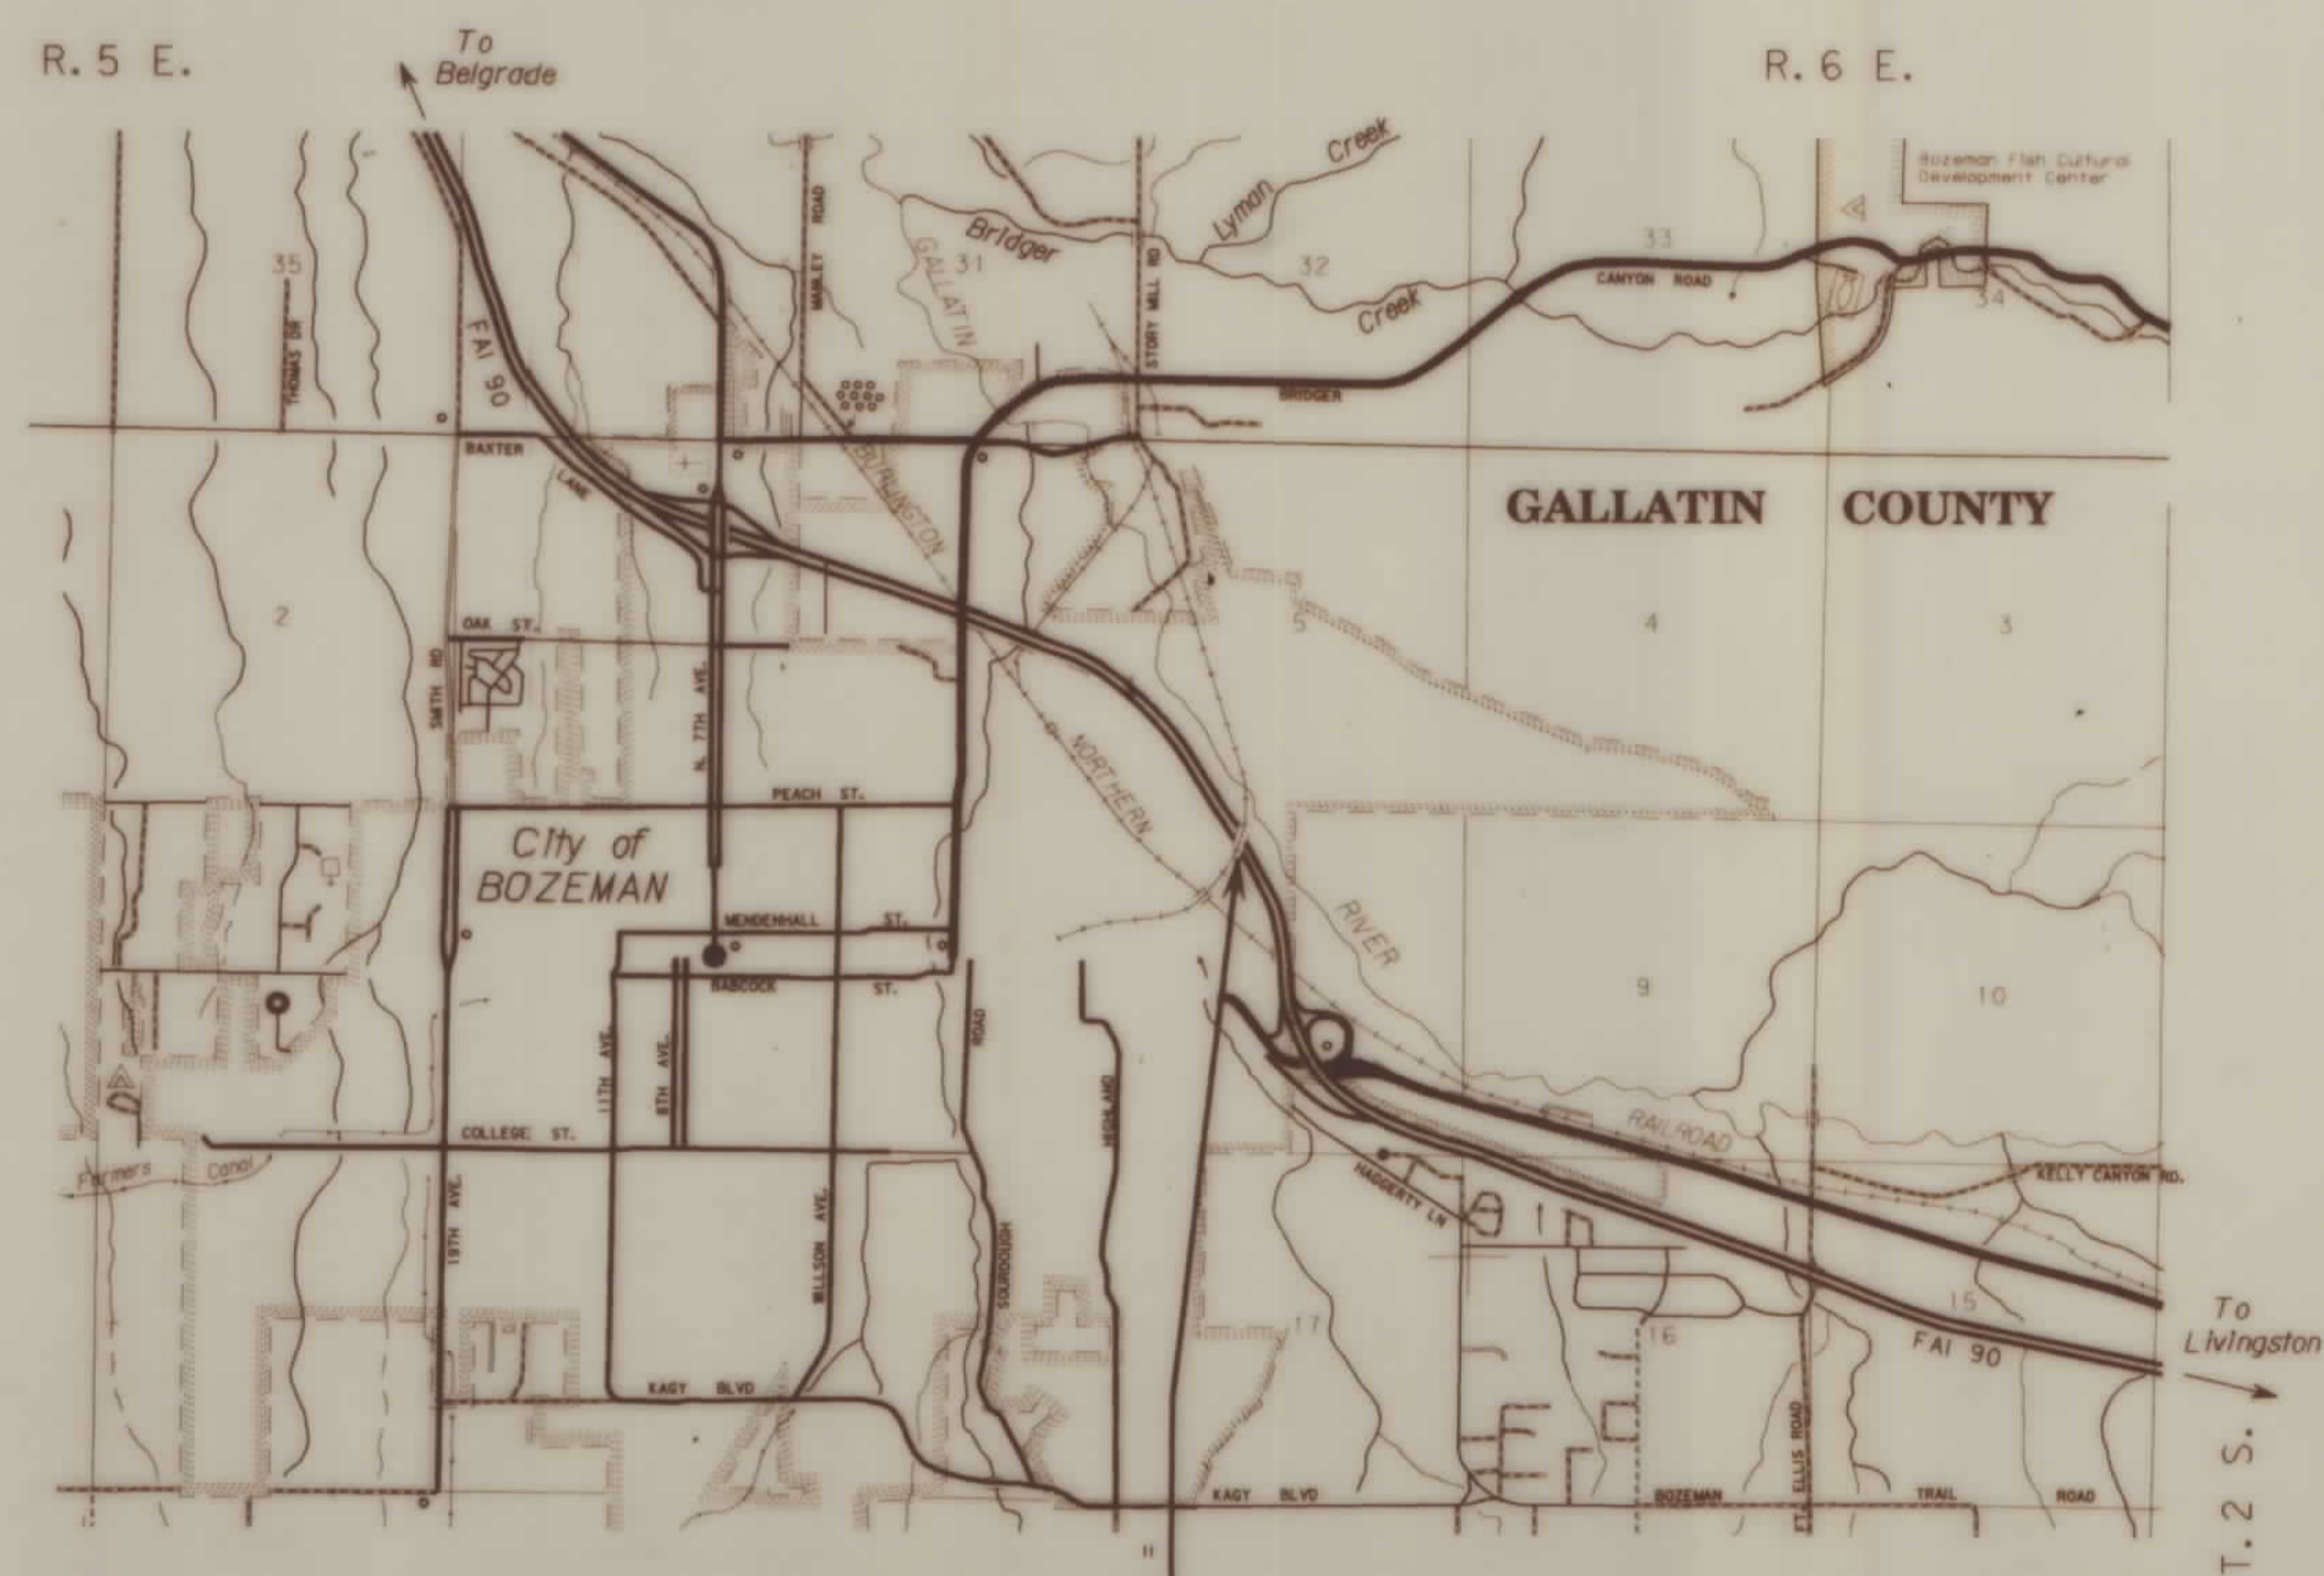 R. 5 E.
To
Belgrade
R. 6 E.
Bozeman Fish Cultural
Development Center
Creek
Lyman
Bridger
MANLEY ROAD
STORY MILL RD
GALLATIN
35
31
32
33
34
Creek
CANYON ROAD
THOMAS DR
FAI 90
BRIDGER
BAXTER
LANE
BURLINGTON
GALLATIN COUNTY
2
5
4
3
OAK ST.
SMITH RD
N. 7TH AVE.
NORTHERN
PEACH ST.
City of
BOZEMAN
MENDENHALL ST.
RIVER
BABCOCK ST.
9
10
ROAD
11TH AVE.
8TH AVE.
HIGHLAND
COLLEGE ST.
RAILROAD
Farmers Canal
HAGGERTY LN
KELLY CANYON RD.
19TH AVE.
WILLSON AVE.
SOURDOUGH
17
16
15
FAI 90
To
Livingston
KAGY BLVD
FT. ELLIS ROAD
KAGY BLVD
BOZEMAN TRAIL ROAD
T. 2 S.